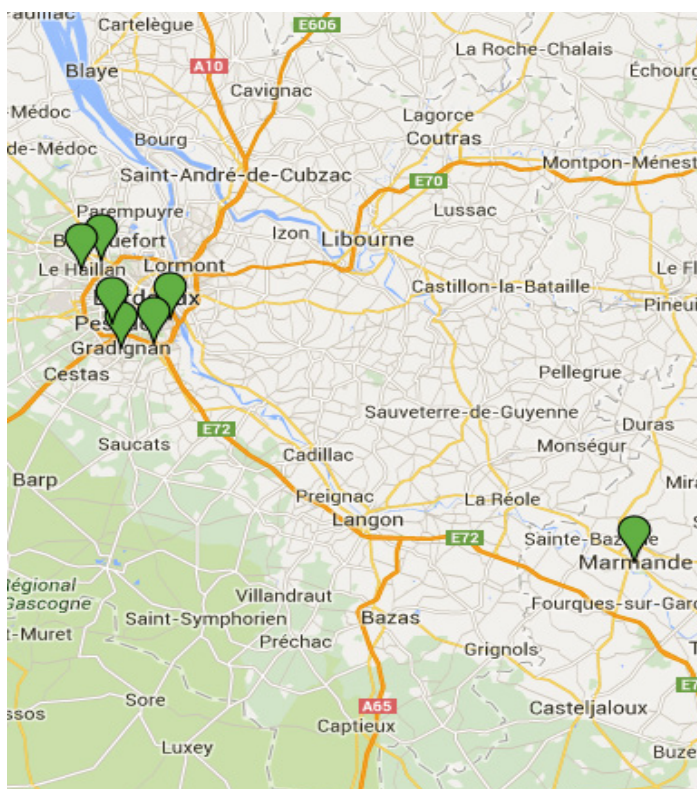 E606
Cartelègue
La Roche-Chalais
A10
Blaye
Échourg
Cavignac
Médoc
Lagorce
Bourg
Coutras
de-Médoc
Montpon-Ménest
Saint-André-de-Cubzac
E70
Parempuyre
Lussac
Izon
Libourne
Le Haillan
Lormont
Le Fl
Castillon-la-Bataille
Pineui
Gradignan
Cestas
Pellegrue
Sauveterre-de-Guyenne
Duras
E72
Saucats
Monségur
Cadillac
Barp
Mira
Preignac
La Réole
Langon
E72
Marmande
Régional
Gascogne
Villandraut
Fourques-sur-Garo
Saint-Symphorien
Bazas
t-Muret
Préchac
Grignols
Sore
A65
Casteljaloux
ssos
Captieux
Luxey
Buze